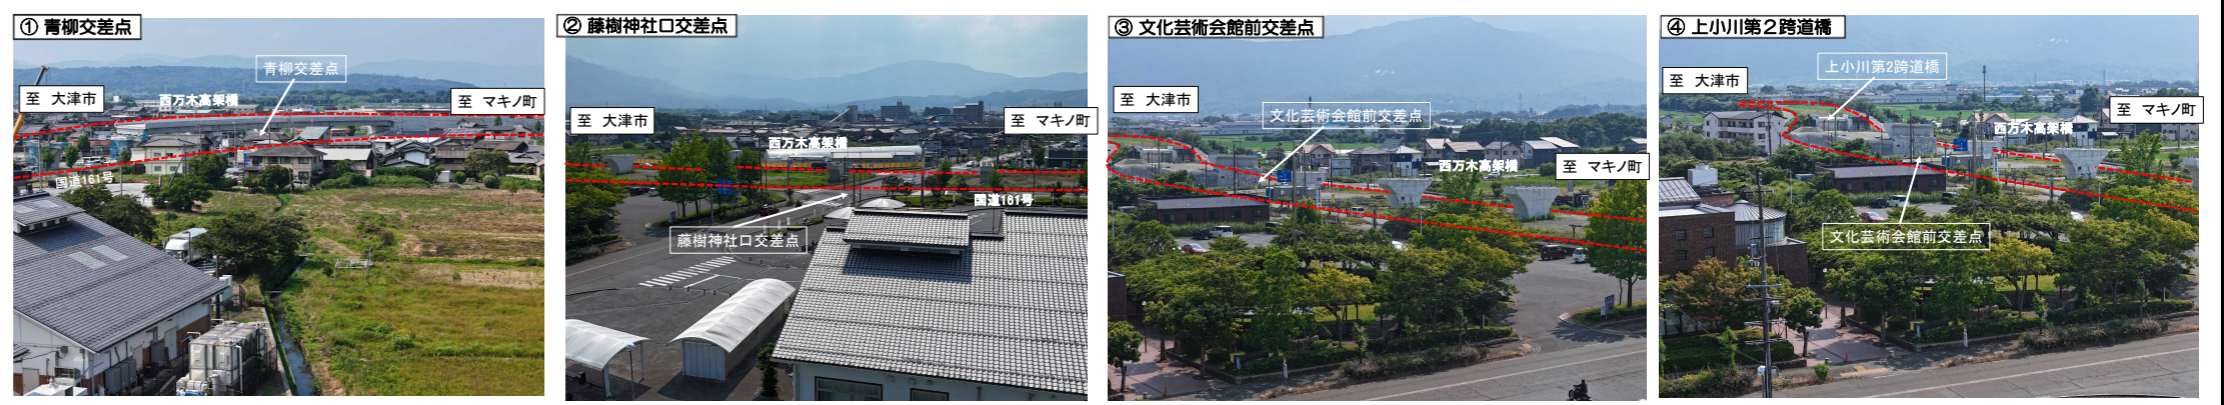 ① 青柳交差点
青柳交差点
至 大津市
西万木高架橋
至 マキノ町
国道161号
② 藤樹神社口交差点
至 大津市
西万木高架橋
至 マキノ町
国道161号
藤樹神社口交差点
③ 文化芸術会館前交差点
至 大津市
文化芸術会館前交差点
西万木高架橋
至 マキノ町
④ 上小川第2跨道橋
上小川第2跨道橋
至 大津市
西万木高架橋
至 マキノ町
文化芸術会館前交差点